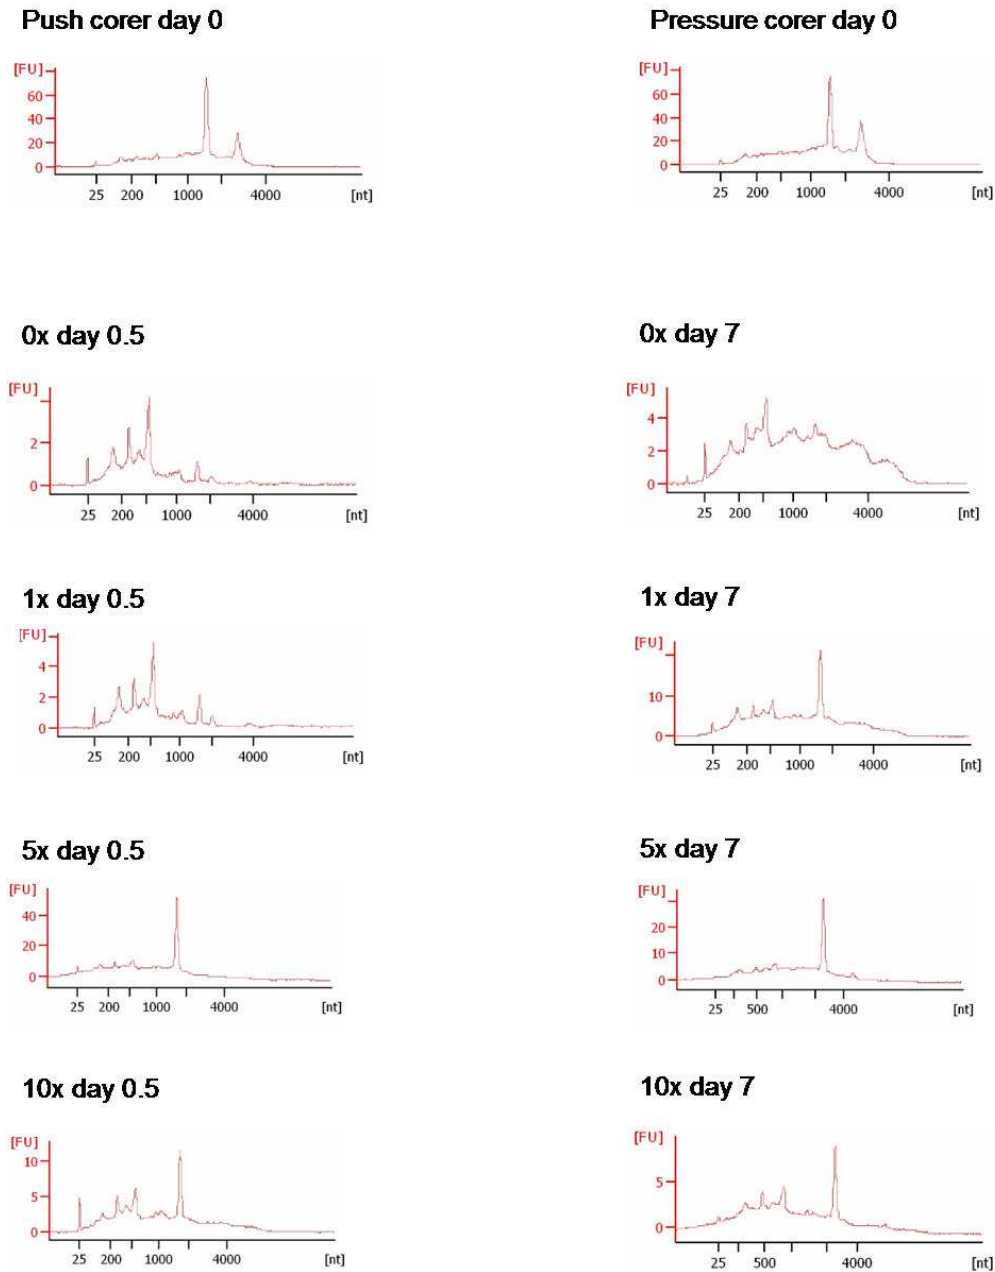 Push corer day 0
Pressure corer day 0
[FU]
60
40
20
0
25 200 1000 4000 [nt]
[FU]
60
40
20
0
25 200 1000 4000 [nt]
0x day 0.5
0x day 7
[FU]
2
0
25 200 1000 4000 [nt]
[FU]
4
2
0
25 200 1000 4000 [nt]
1x day 0.5
1x day 7
[FU]
4
2
0
25 200 1000 4000 [nt]
[FU]
10
0
25 200 1000 4000 [nt]
5x day 0.5
5x day 7
[FU]
40
20
0
25 200 1000 4000 [nt]
[FU]
20
10
0
25 500 4000 [nt]
10x day 0.5
10x day 7
[FU]
10
5
0
25 200 1000 4000 [nt]
[FU]
5
0
25 500 4000 [nt]